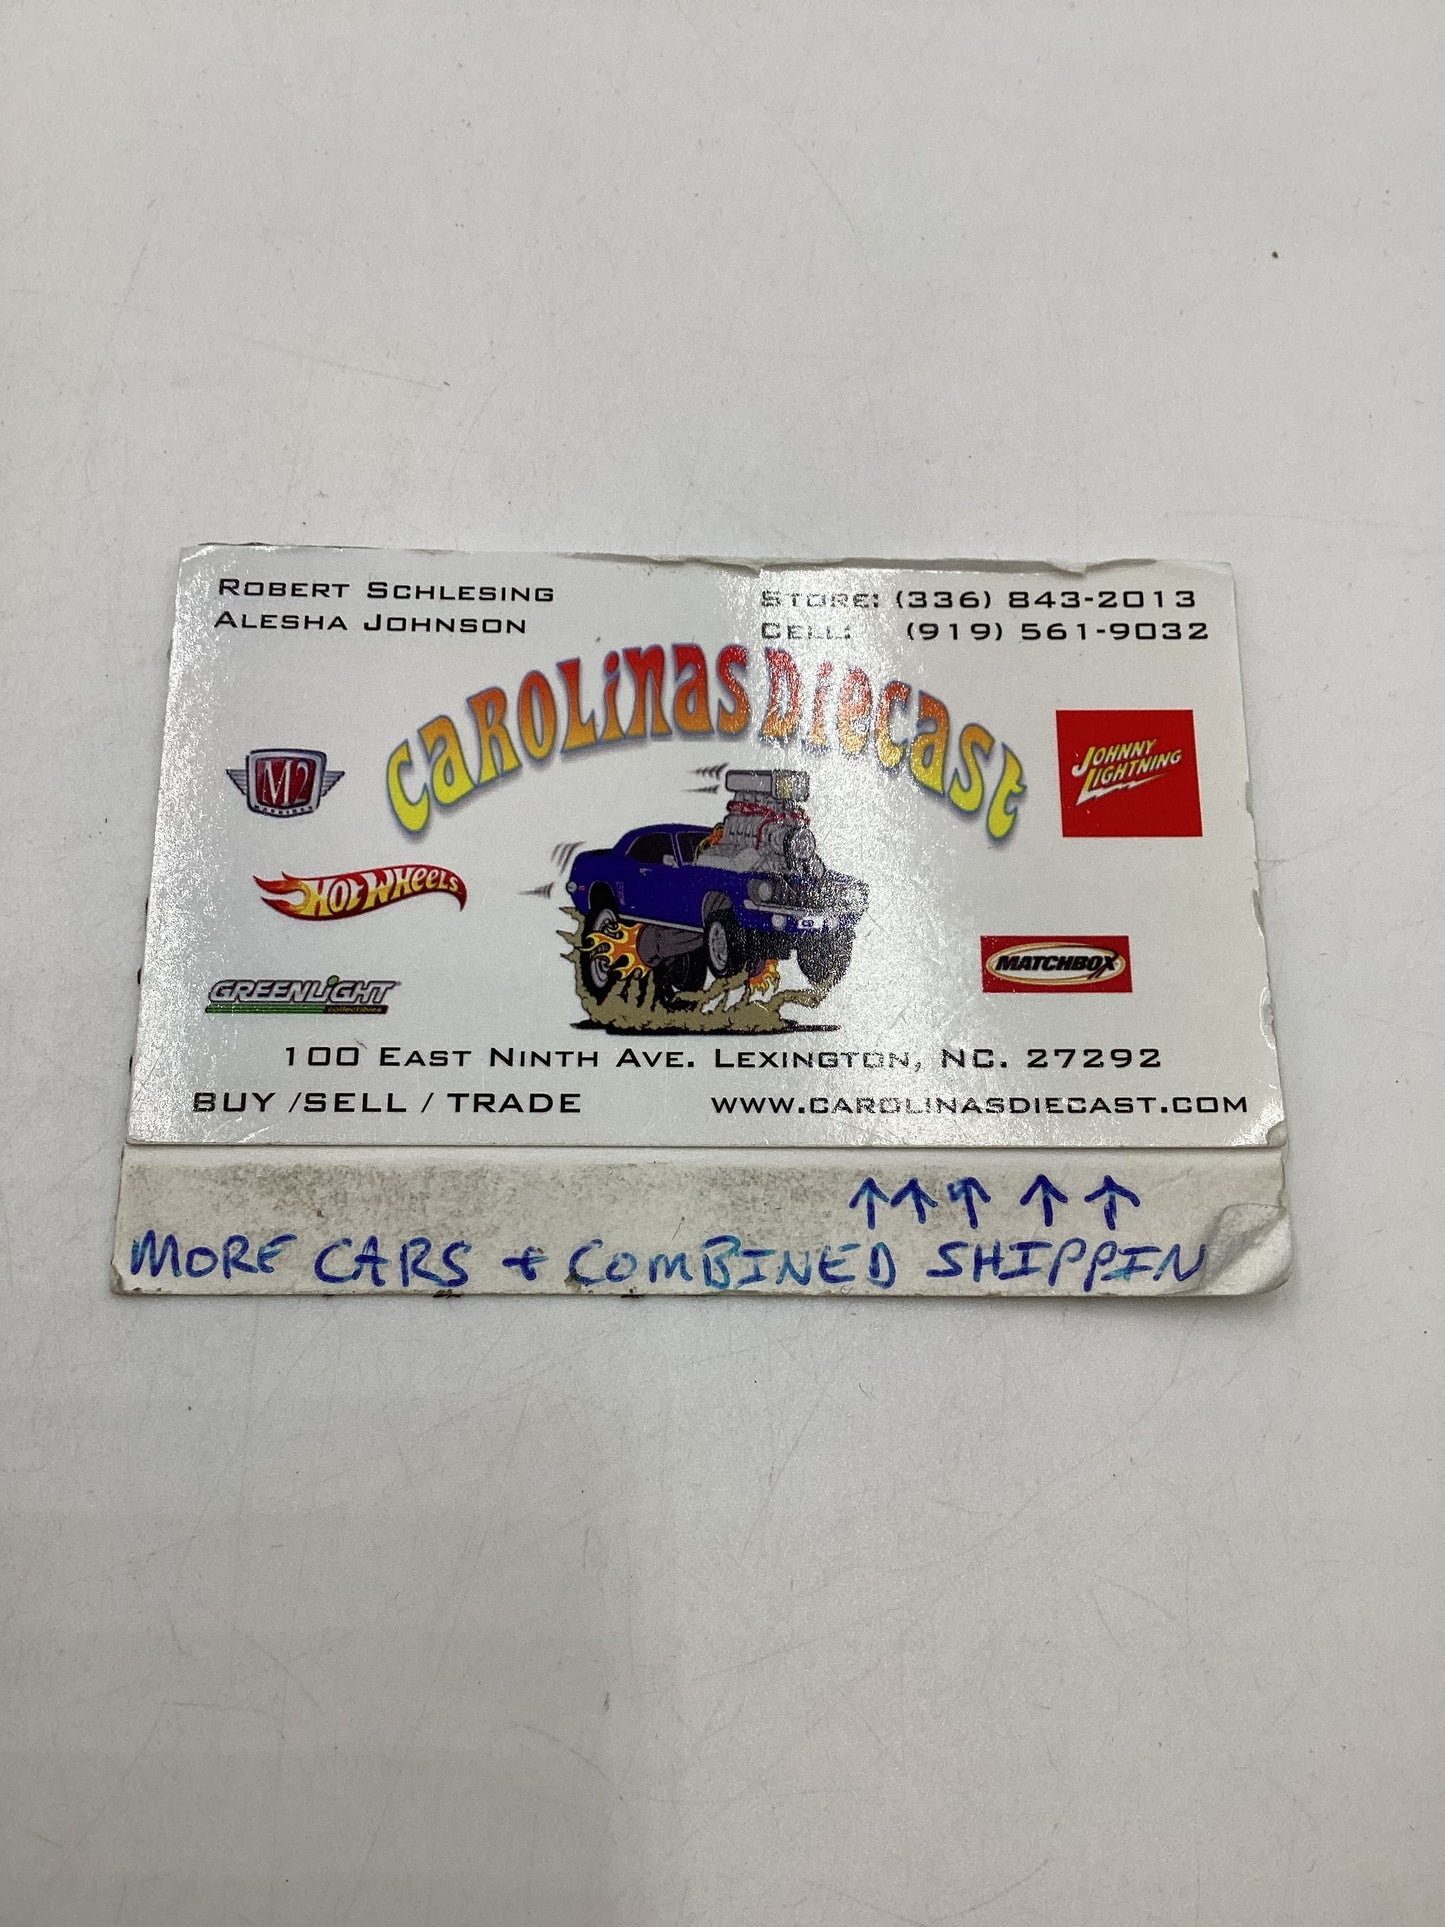 ROBERT SCHLESING
ALESHA JOHNSON
STORE: (336) 843-2013
CELL: (919) 561-9032
CAROLINAS DIECAST
M2
MACHINES
JOHNNY LIGHTNING
HOT WHEELS
MATCHBOX
GREENLIGHT
collectibles
100 EAST NINTH AVE. LEXINGTON, NC. 27292
BUY /SELL / TRADE
WWW.CAROLINASDIECAST.COM
↑ ↑ ↑ ↑ ↑
MORE CARS + COMBINED SHIPPIN